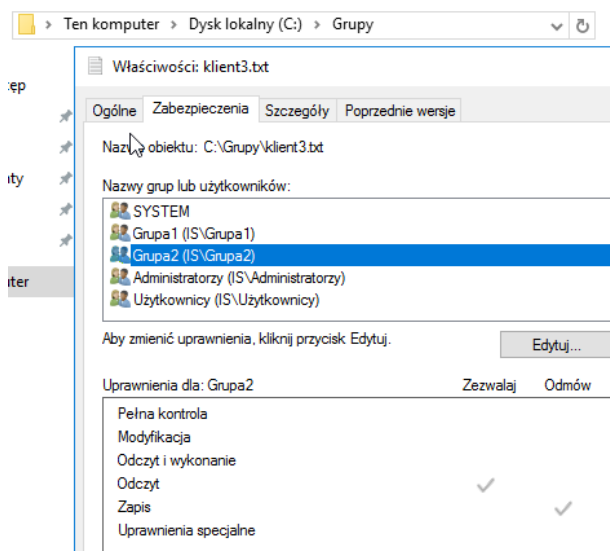 Ten komputer > Dysk lokalny (C:) > Grupy
Właściwości: klient3.txt
Ogólne Zabezpieczenia Szczegóły Poprzednie wersje
Nazwa obiektu: C:\Grupy\klient3.txt
Nazwy grup lub użytkowników:
SYSTEM
Grupa1 (IS\Grupa1)
Grupa2 (IS\Grupa2)
Administratorzy (IS\Administratorzy)
Użytkownicy (IS\Użytkownicy)
Aby zmienić uprawnienia, kliknij przycisk Edytuj.
Edytuj...
Uprawnienia dla: Grupa2 Zezwalaj Odmów
Pełna kontrola
Modyfikacja
Odczyt i wykonanie
Odczyt
Zapis
Uprawnienia specjalne